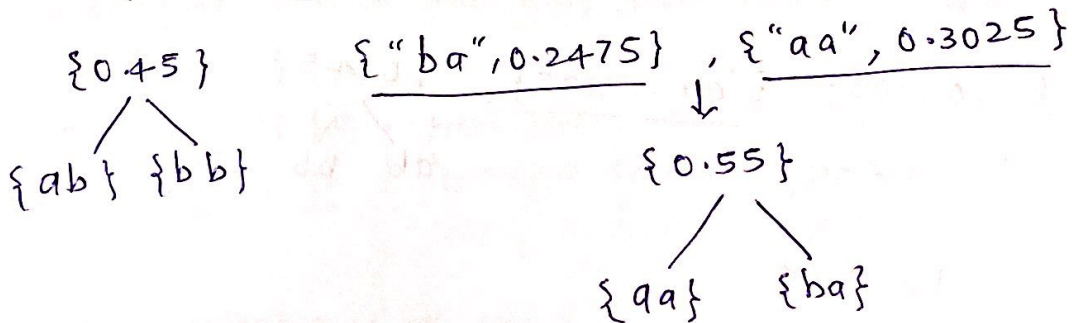 {0.45} {"ba",0.2475} , {"aa", 0.3025}
↓
{ab} {bb} {0.55}
{aa} {ba}